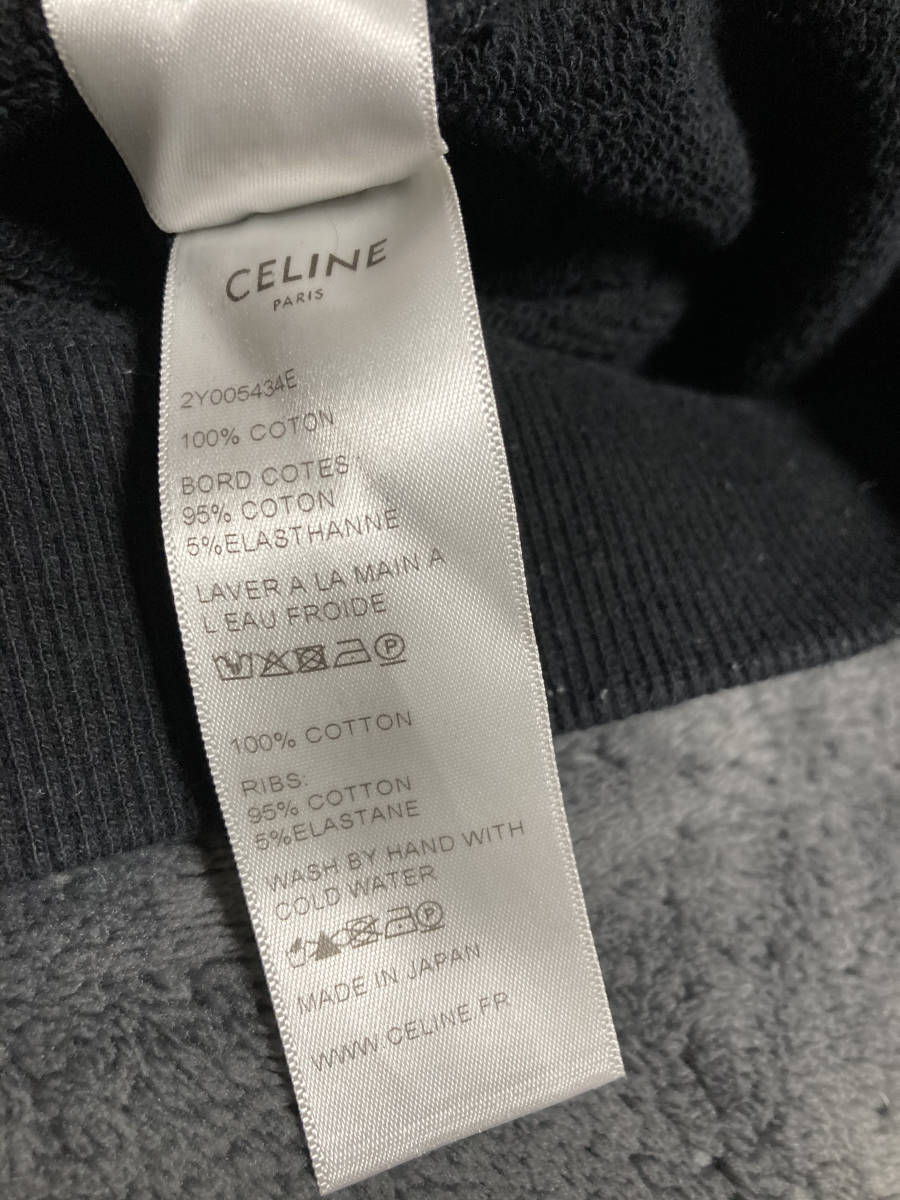 CELINE
PARIS
2Y005434E
100% COTON
BORD COTES :
95% COTON
5%ELASTHANNE
LAVER A LA MAIN A
L EAU FROIDE
P
100% COTTON
RIBS:
95% COTTON
5%ELASTANE
WASH BY HAND WITH
COLD WATER
P
MADE IN JAPAN
WWW CELINE.FR